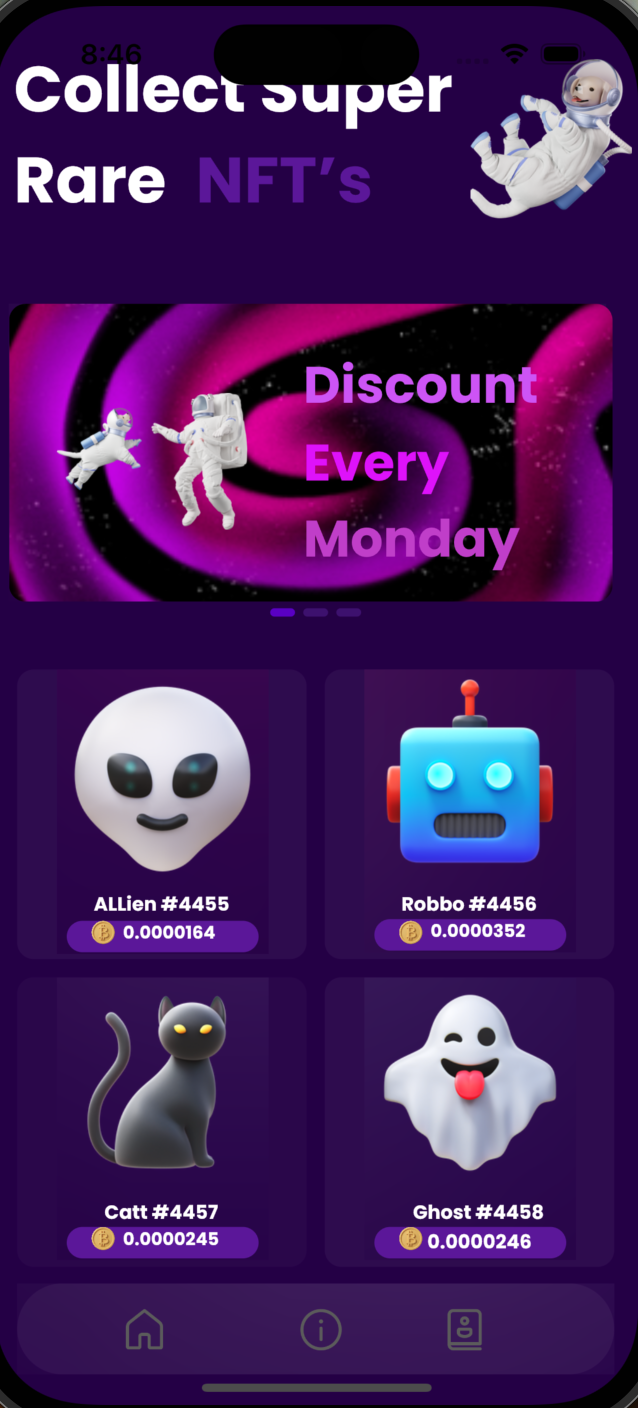 8:46
Collect Super
Rare NFT’s
Discount
Every
Monday
ALLien #4455
0.0000164
Robbo #4456
0.0000352
Catt #4457
0.0000245
Ghost #4458
0.0000246